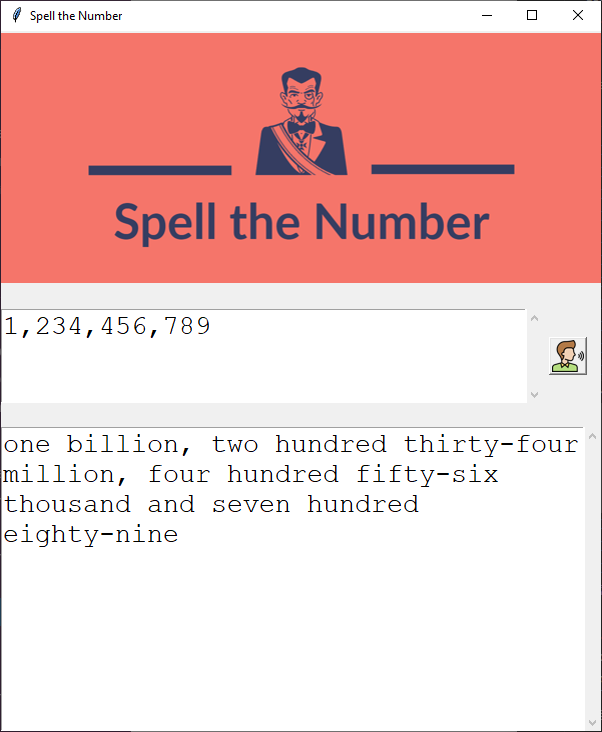 Spell the Number
Spell the Number
1,234,456,789
one billion, two hundred thirty-four
million, four hundred fifty-six
thousand and seven hundred
eighty-nine